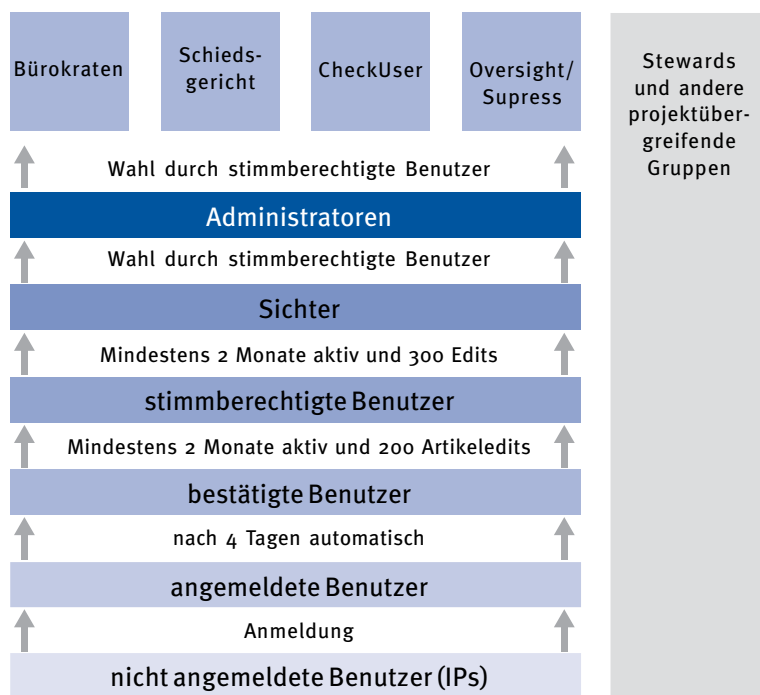 Bürokraten
Schieds-
gericht
CheckUser
Oversight/
Supress
Stewards
und andere
projektüber-
greifende
Gruppen
Wahl durch stimmberechtigte Benutzer
Administratoren
Wahl durch stimmberechtigte Benutzer
Sichter
Mindestens 2 Monate aktiv und 300 Edits
stimmberechtigte Benutzer
Mindestens 2 Monate aktiv und 200 Artikeledits
bestätigte Benutzer
nach 4 Tagen automatisch
angemeldete Benutzer
Anmeldung
nicht angemeldete Benutzer (IPs)